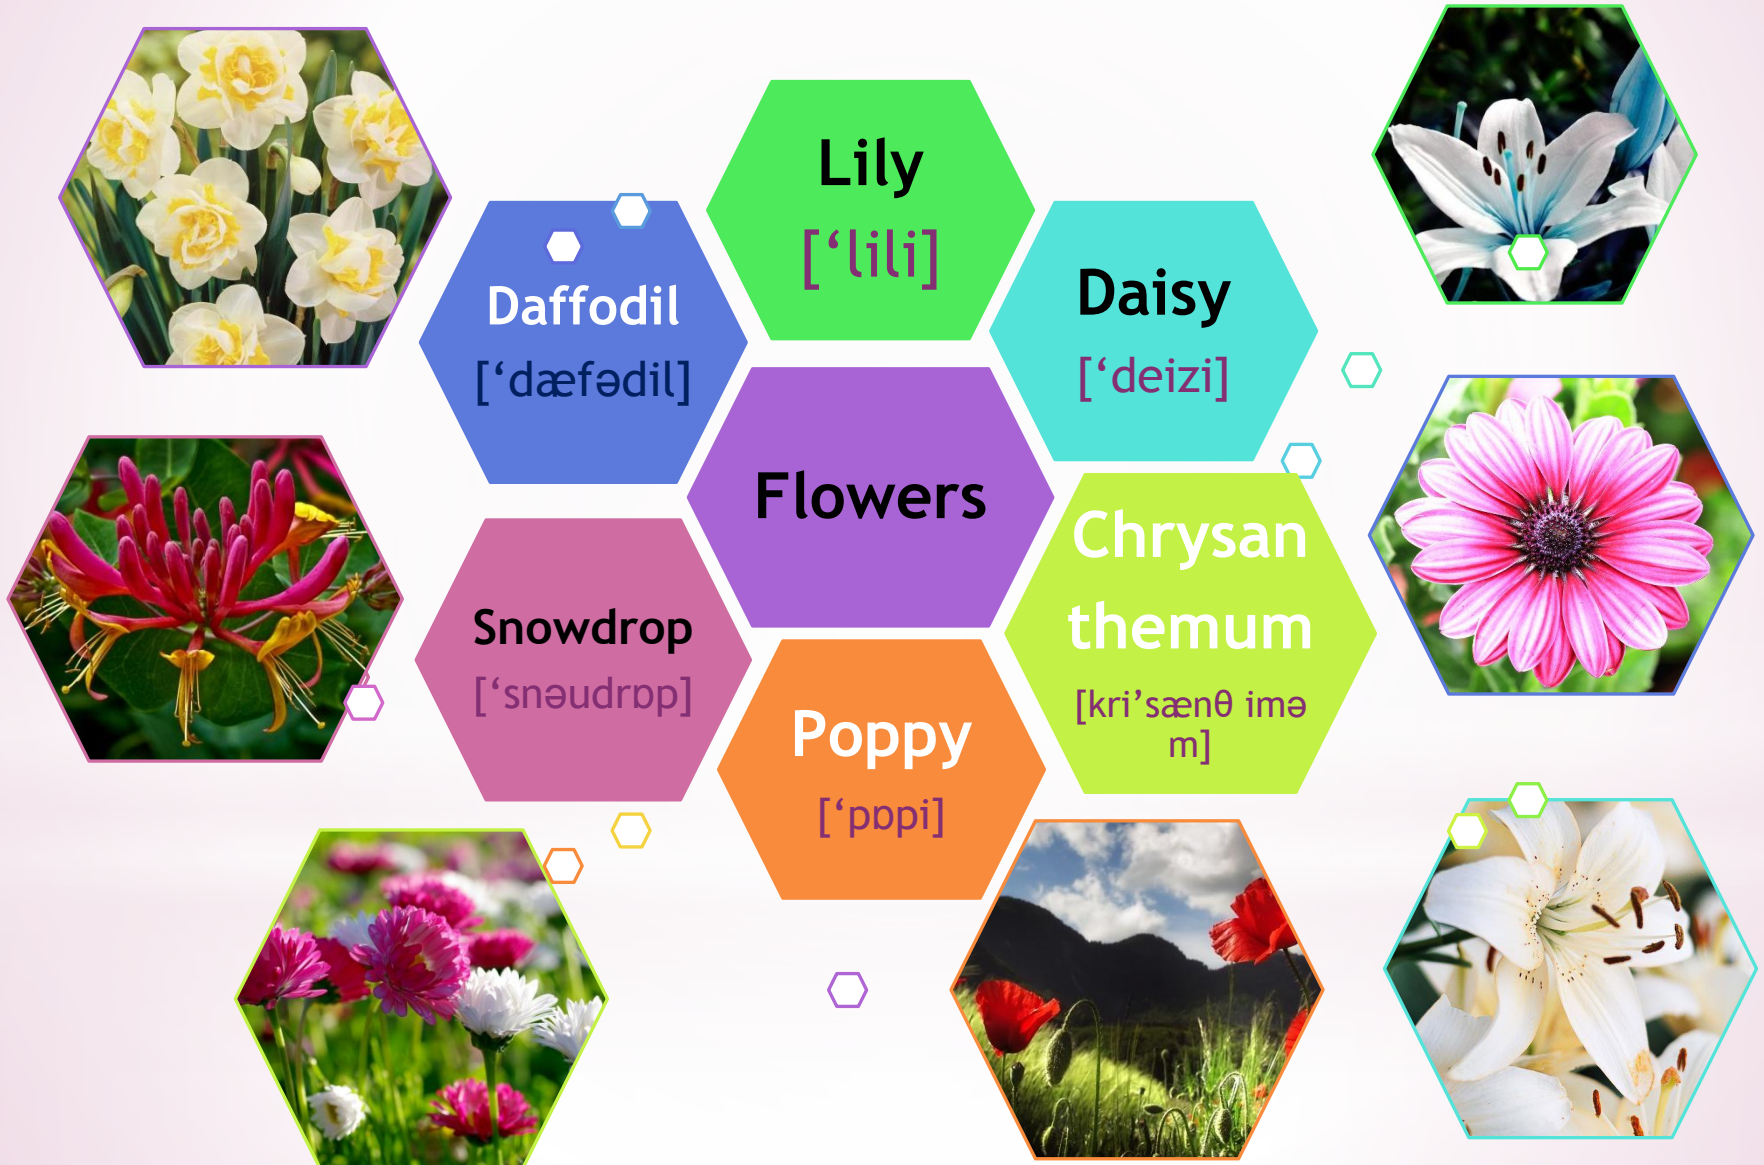 Lily
[‘lili]
Daffodil
[‘dæfədil]
Daisy
[‘deizi]
Flowers
Chrysan
themum
[kri’sænθ imə
m]
Snowdrop
[‘snəudrɒp]
Poppy
[‘pɒpi]